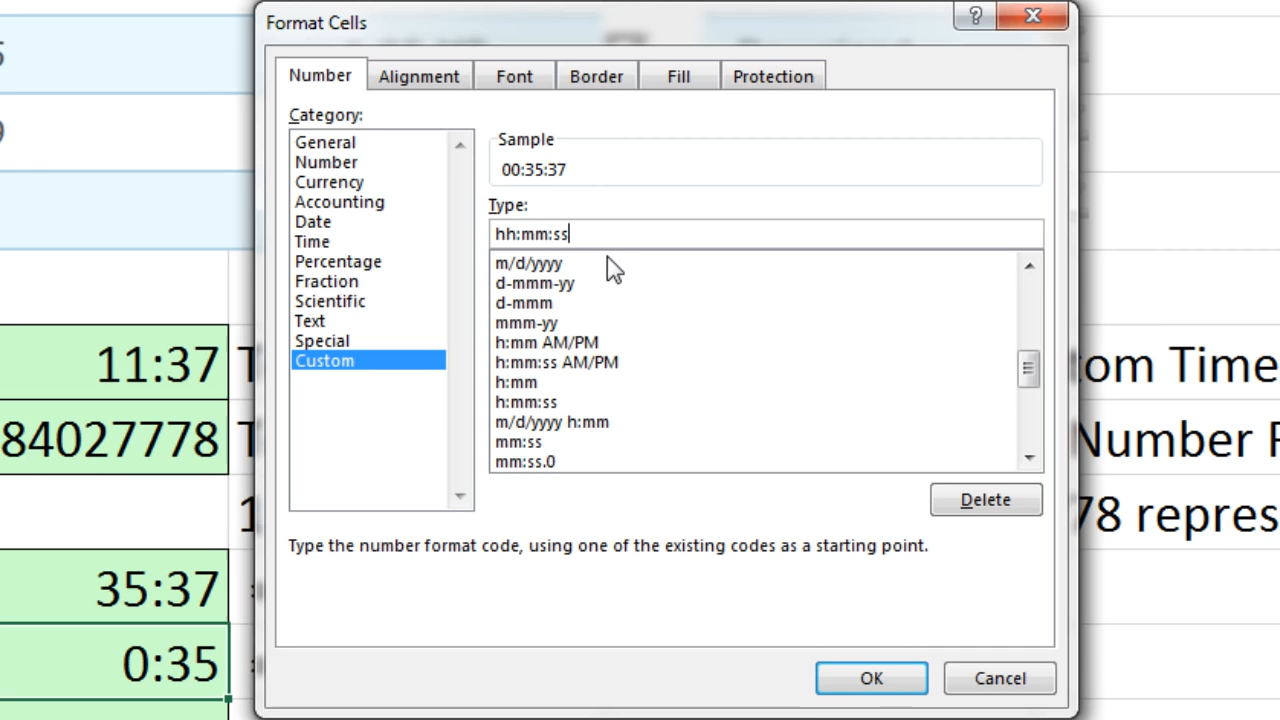 Format Cells
?
Number Alignment Font Border Fill Protection
Category:
General
Number
Currency
Accounting
Date
Time
Percentage
Fraction
Scientific
Text
Special
Custom
Sample
00:35:37
Type:
hh:mm:ss
m/d/yyyy
d-mmm-yy
d-mmm
mmm-yy
h:mm AM/PM
h:mm:ss AM/PM
h:mm
h:mm:ss
m/d/yyyy h:mm
mm:ss
mm:ss.0
Delete
Type the number format code, using one of the existing codes as a starting point.
OK Cancel
5
9
11:37 T
tom Time
84027778 T
Number F
1
78 repres
35:37
0:35